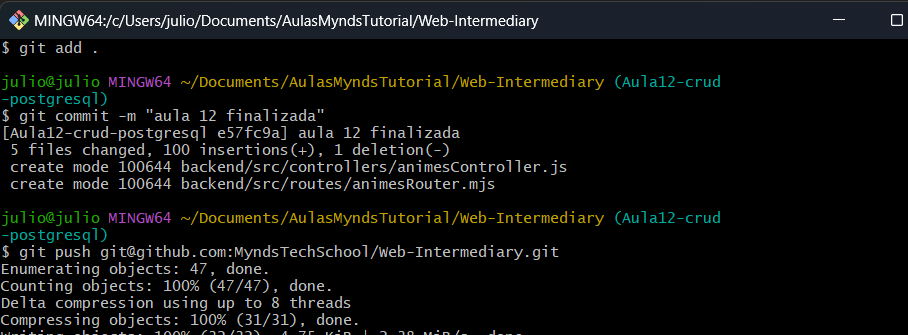 MINGW64:/c/Users/julio/Documents/AulasMyndsTutorial/Web-Intermediary
$ git add .
julio@julio MINGW64 ~/Documents/AulasMyndsTutorial/Web-Intermediary (Aula12-crud
-postgresql)
$ git commit -m "aula 12 finalizada"
[Aula12-crud-postgresql e57fc9a] aula 12 finalizada
 5 files changed, 100 insertions(+), 1 deletion(-)
 create mode 100644 backend/src/controllers/animesController.js
 create mode 100644 backend/src/routes/animesRouter.mjs
julio@julio MINGW64 ~/Documents/AulasMyndsTutorial/Web-Intermediary (Aula12-crud
-postgresql)
$ git push git@github.com:MyndsTechSchool/Web-Intermediary.git
Enumerating objects: 47, done.
Counting objects: 100% (47/47), done.
Delta compression using up to 8 threads
Compressing objects: 100% (31/31), done.